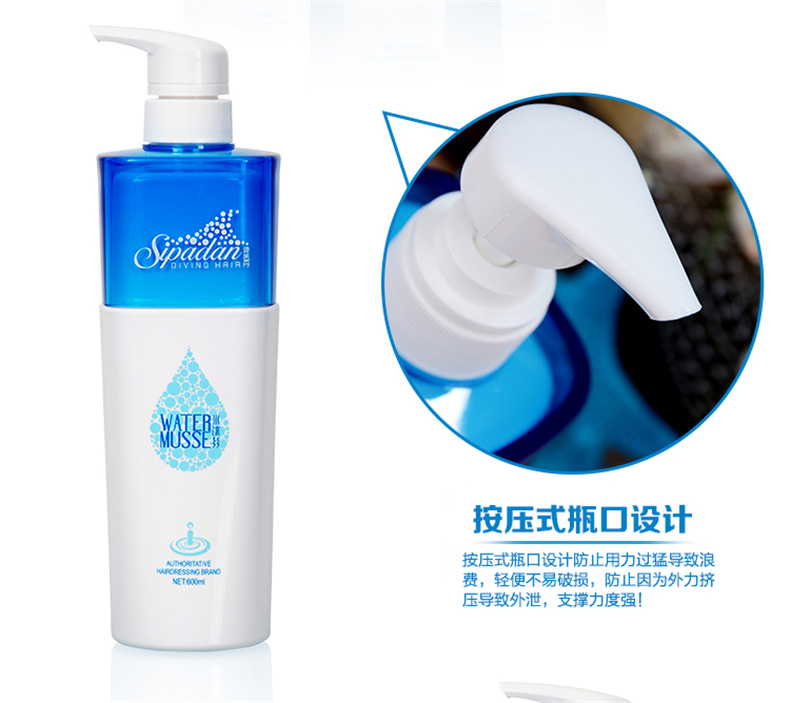 Sipadan
DIVING HAIR
WATER
MUSSE
AUTHORITATIVE
HAIRDRESSING BRAND
NET:600ml
按压式瓶口设计
按压式瓶口设计防止用力过猛导致浪
费，轻便不易破损，防止因为外力挤
压导致外泄，支撑力度强！